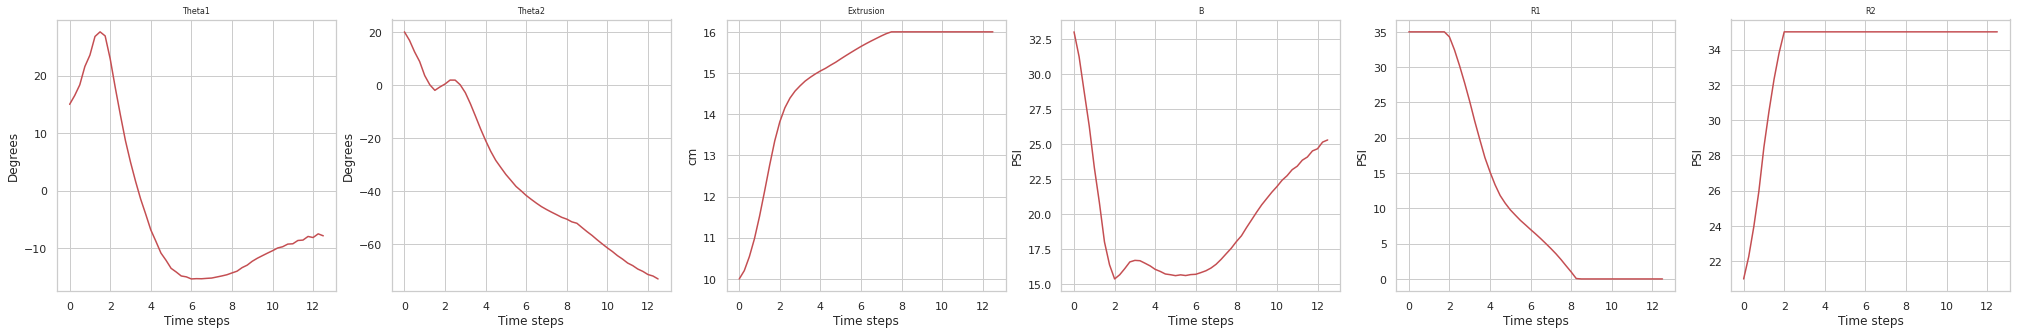 Theta1
Degrees
20
10
0
−10
0 2 4 6 8 10 12
Time steps
Theta2
Degrees
20
0
−20
−40
−60
0 2 4 6 8 10 12
Time steps
Extrusion
cm
16
15
14
13
12
11
10
0 2 4 6 8 10 12
Time steps
B
PSI
32.5
30.0
27.5
25.0
22.5
20.0
17.5
15.0
0 2 4 6 8 10 12
Time steps
R1
PSI
35
30
25
20
15
10
5
0
0 2 4 6 8 10 12
Time steps
R2
PSI
34
32
30
28
26
24
22
0 2 4 6 8 10 12
Time steps